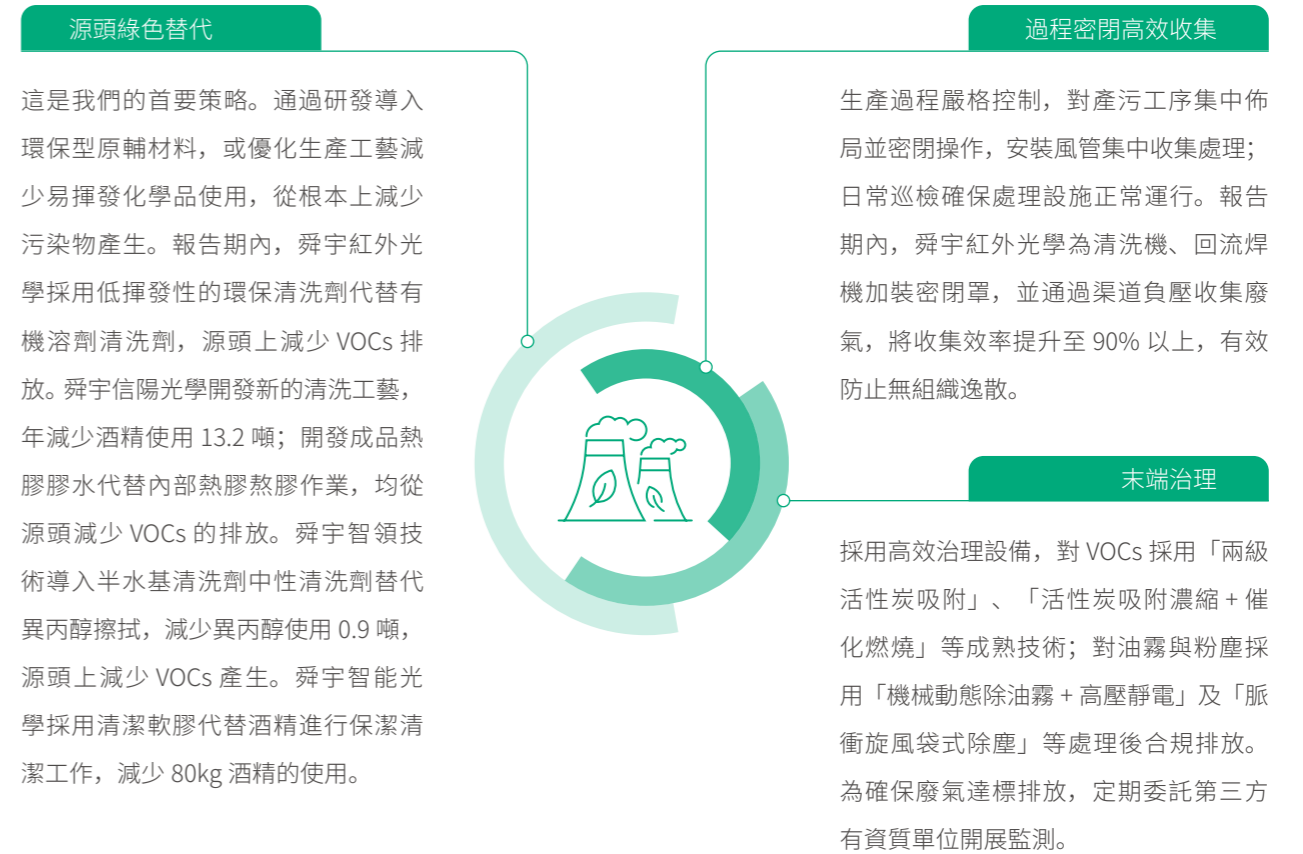 源頭綠色替代
這是我們的首要策略。通過研發導入
環保型原輔材料，或優化生產工藝減
少易揮發化學品使用，從根本上減少
污染物產生。報告期內，舜宇紅外光
學採用低揮發性的環保清洗劑代替有
機溶劑清洗劑，源頭上減少 VOCs 排
放。舜宇信陽光學開發新的清洗工藝，
年減少酒精使用 13.2 噸；開發成品熱
膠膠水代替內部熱膠熬膠作業，均從
源頭減少 VOCs 的排放。舜宇智領技
術導入半水基清洗劑中性清洗劑替代
異丙醇擦拭，減少異丙醇使用 0.9 噸，
源頭上減少 VOCs 產生。舜宇智能光
學採用清潔軟膠代替酒精進行保潔清
潔工作，減少 80kg 酒精的使用。
過程密閉高效收集
生產過程嚴格控制，對產污工序集中佈
局並密閉操作，安裝風管集中收集處理；
日常巡檢確保處理設施正常運行。報告
期內，舜宇紅外光學為清洗機、回流焊
機加裝密閉罩，並通過渠道負壓收集廢
氣，將收集效率提升至 90% 以上，有效
防止無組織逸散。
末端治理
採用高效治理設備，對 VOCs 採用「兩級
活性炭吸附」、「活性炭吸附濃縮 + 催
化燃燒」等成熟技術；對油霧與粉塵採
用「機械動態除油霧 + 高壓靜電」及「脈
衝旋風袋式除塵」等處理後合規排放。
為確保廢氣達標排放，定期委託第三方
有資質單位開展監測。